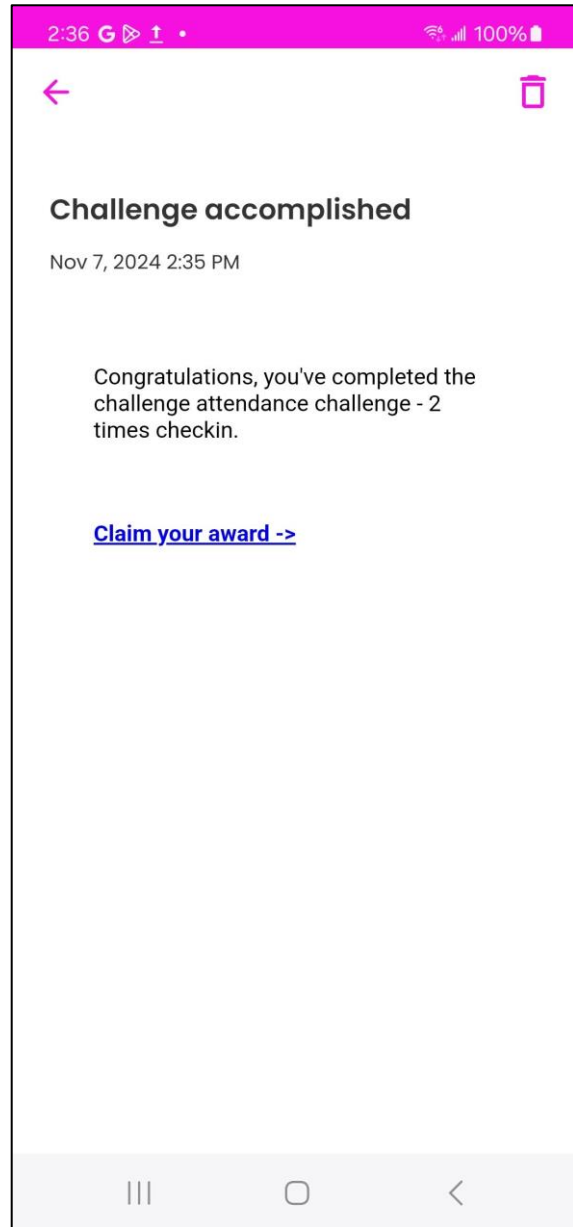 2:36 G 100%
Challenge accomplished
Nov 7, 2024 2:35 PM
Congratulations, you've completed the
challenge attendance challenge - 2
times checkin.
Claim your award ->